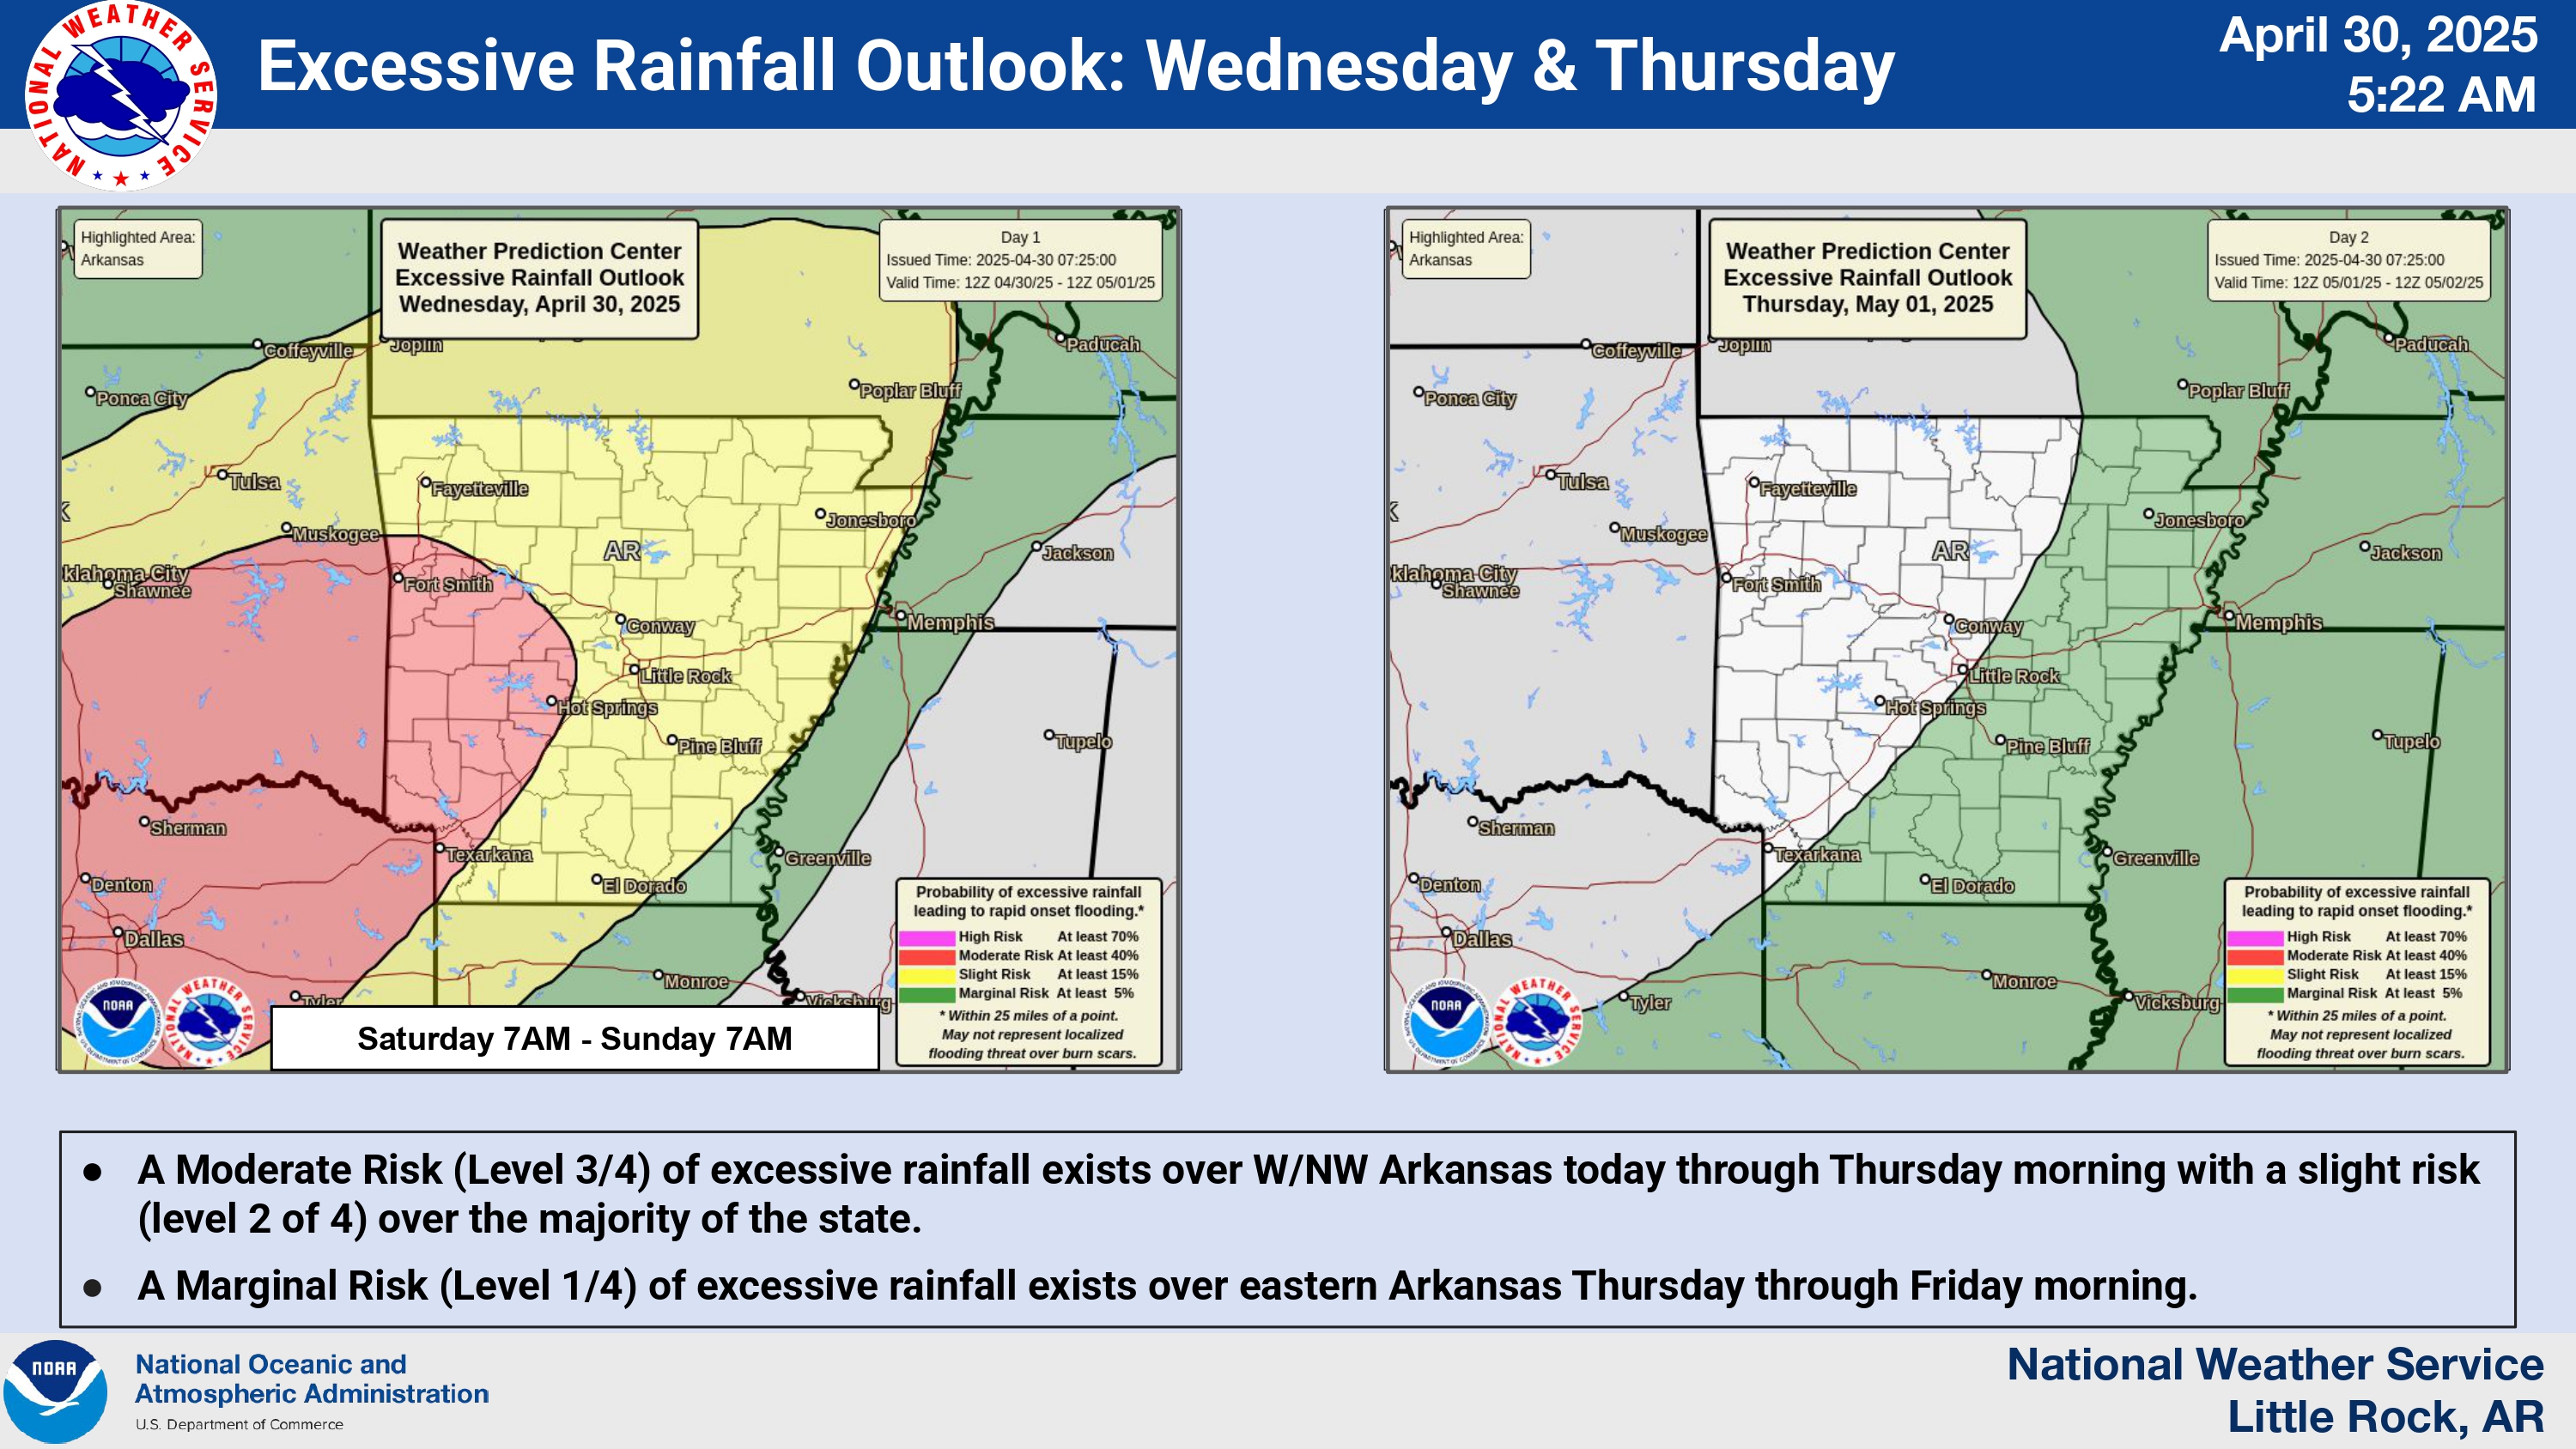 NATIONAL WEATHER SERVICE
Excessive Rainfall Outlook: Wednesday & Thursday
April 30, 2025
5:22 AM
Highlighted Area:
Arkansas
Weather Prediction Center
Excessive Rainfall Outlook
Wednesday, April 30, 2025
Day 1
Issued Time: 2025-04-30 07:25:00
Valid Time: 12Z 04/30/25 - 12Z 05/01/25
Coffeyville
Joplin
Paducah
Ponca City
Poplar Bluff
Tulsa
Fayetteville
Muskogee
Jonesboro
AR
Jackson
klahoma City
Shawnee
Fort Smith
Conway
Memphis
Little Rock
Hot Springs
Pine Bluff
Tupelo
Sherman
Texarkana
Greenville
Denton
El Dorado
Dallas
Monroe
Tyler
Vicksburg
Probability of excessive rainfall
leading to rapid onset flooding.*
High Risk At least 70%
Moderate Risk At least 40%
Slight Risk At least 15%
Marginal Risk At least 5%
* Within 25 miles of a point.
May not represent localized
flooding threat over burn scars.
NOAA
NATIONAL WEATHER SERVICE
Saturday 7AM - Sunday 7AM
Highlighted Area:
Arkansas
Weather Prediction Center
Excessive Rainfall Outlook
Thursday, May 01, 2025
Day 2
Issued Time: 2025-04-30 07:25:00
Valid Time: 12Z 05/01/25 - 12Z 05/02/25
Coffeyville
Joplin
Paducah
Ponca City
Poplar Bluff
Tulsa
Fayetteville
Muskogee
Jonesboro
AR
Jackson
klahoma City
Shawnee
Fort Smith
Conway
Memphis
Little Rock
Hot Springs
Pine Bluff
Tupelo
Sherman
Texarkana
Greenville
Denton
El Dorado
Dallas
Monroe
Tyler
Vicksburg
Probability of excessive rainfall
leading to rapid onset flooding.*
High Risk At least 70%
Moderate Risk At least 40%
Slight Risk At least 15%
Marginal Risk At least 5%
* Within 25 miles of a point.
May not represent localized
flooding threat over burn scars.
NOAA
NATIONAL WEATHER SERVICE
● A Moderate Risk (Level 3/4) of excessive rainfall exists over W/NW Arkansas today through Thursday morning with a slight risk
(level 2 of 4) over the majority of the state.
● A Marginal Risk (Level 1/4) of excessive rainfall exists over eastern Arkansas Thursday through Friday morning.
NOAA
National Oceanic and
Atmospheric Administration
U.S. Department of Commerce
National Weather Service
Little Rock, AR